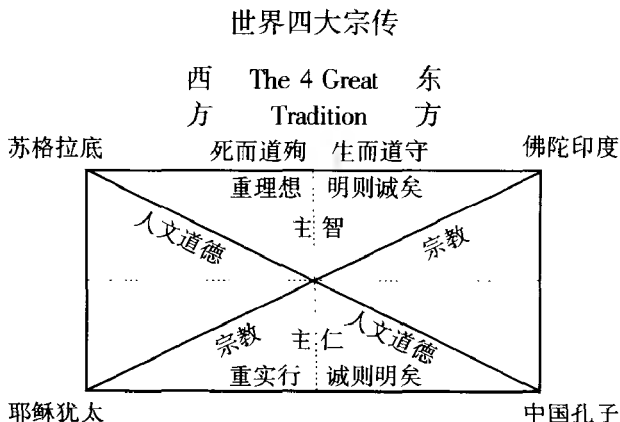 世界四大宗传
西 The 4 Great 东
方 Tradition 方
苏格拉底 死而道殉 生而道守 佛陀印度
重理想 明则诚矣
人文道德 主智 宗教
宗教 主仁 人文道德
重实行 诚则明矣
耶稣犹太 中国孔子